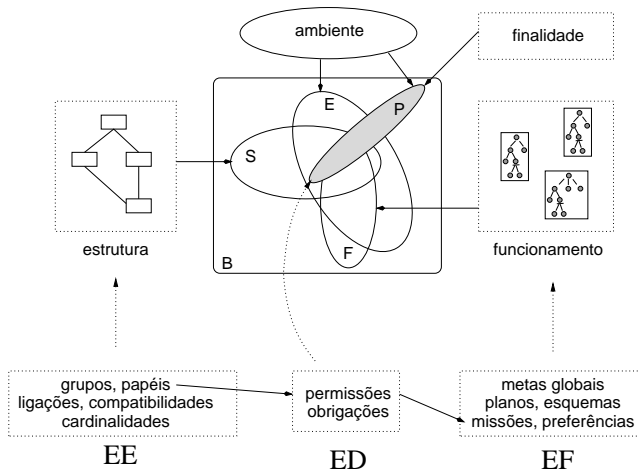 ambiente
finalidade
E
P
S
F
B
estrutura
funcionamento
grupos, papéis
ligações, compatibilidades
cardinalidades
permissões
obrigações
metas globais
planos, esquemas
missões, preferências
EE
ED
EF